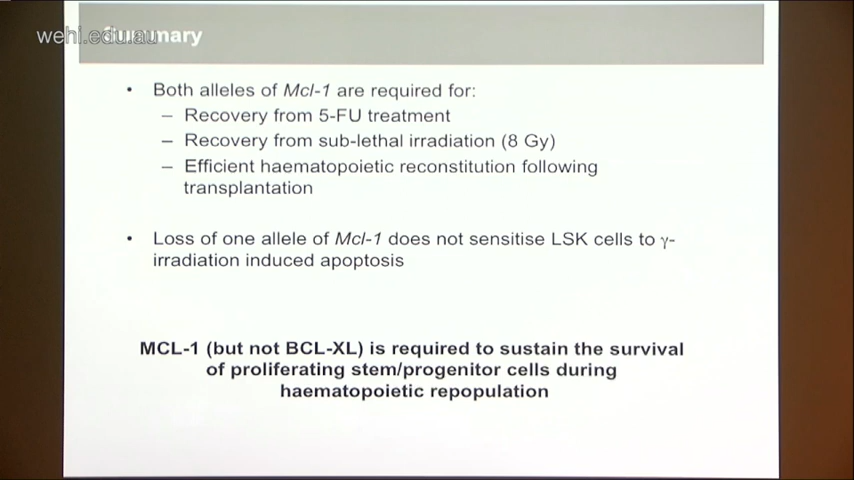 wehi.edu.au
Summary
• Both alleles of Mcl-1 are required for:
– Recovery from 5-FU treatment
– Recovery from sub-lethal irradiation (8 Gy)
– Efficient haematopoietic reconstitution following
transplantation
• Loss of one allele of Mcl-1 does not sensitise LSK cells to γ-
irradiation induced apoptosis
MCL-1 (but not BCL-XL) is required to sustain the survival
of proliferating stem/progenitor cells during
haematopoietic repopulation